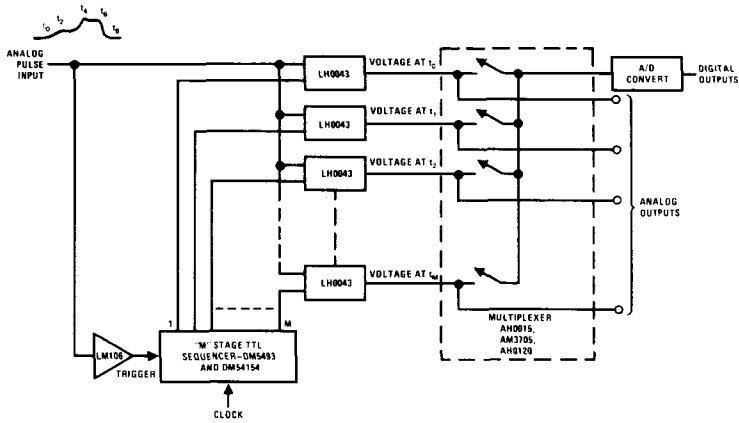 t0 t2 t4 t6 t8
ANALOG
PULSE
INPUT
LH0043
VOLTAGE AT t0
A/D
CONVERT
DIGITAL
OUTPUTS
LH0043
VOLTAGE AT t1
LH0043
VOLTAGE AT t2
ANALOG
OUTPUTS
LH0043
VOLTAGE AT tM
MULTIPLEXER
AH0015,
AM3705,
AH0120
1
M
LM106
TRIGGER
"M" STAGE TTL
SEQUENCER-DM5493
AND DM54154
CLOCK